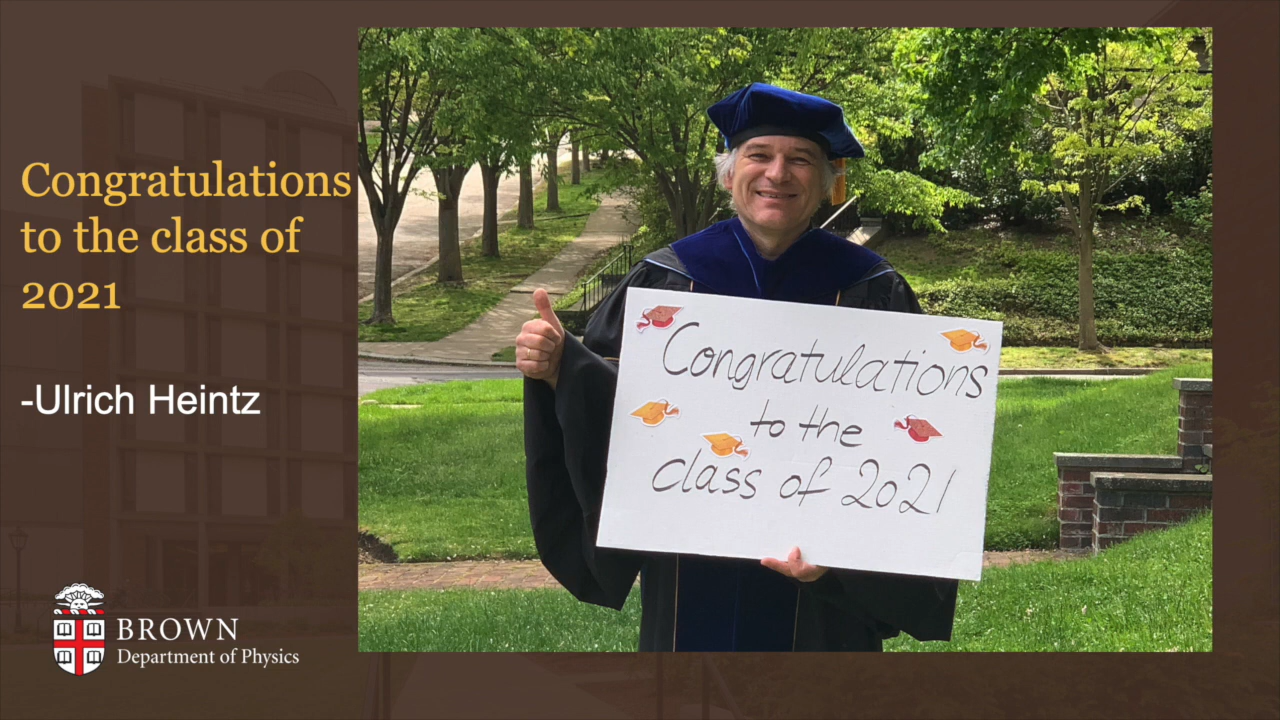 Congratulations
to the class of
2021
-Ulrich Heintz
BROWN
Department of Physics
Congratulations
to the
class of 2021